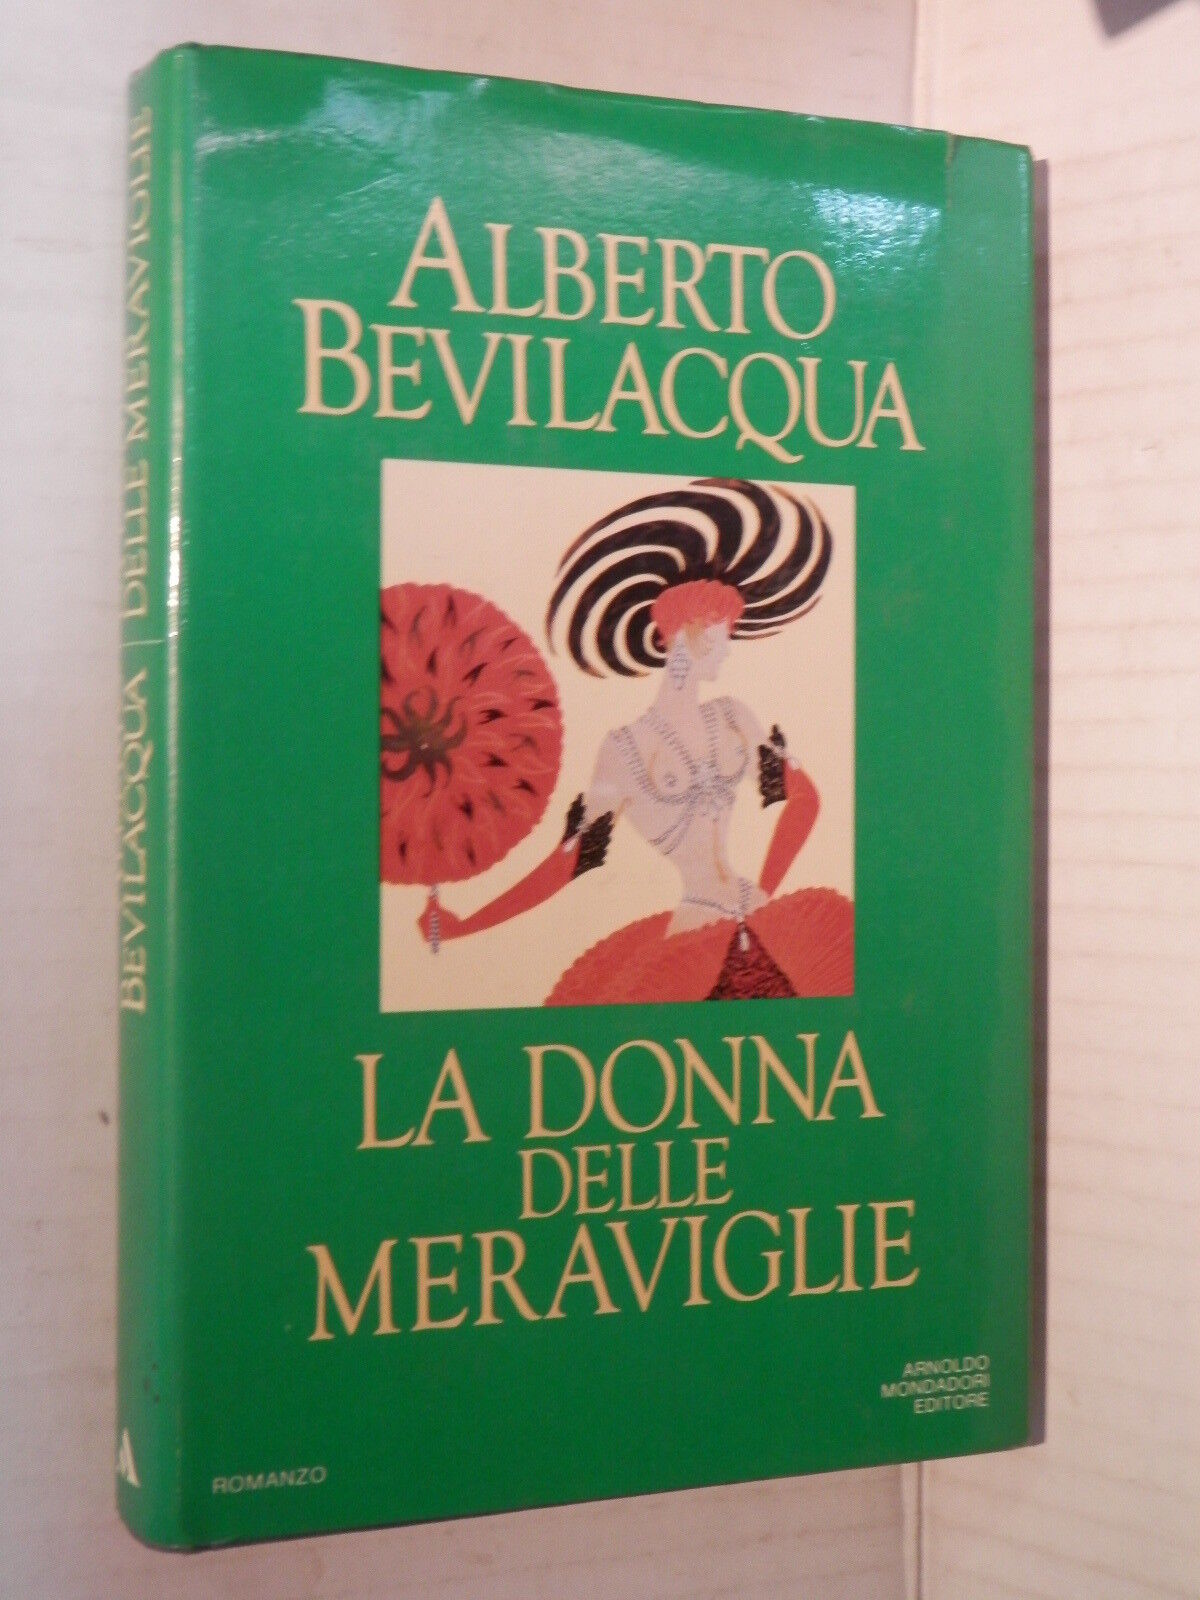 ALBERTO
BEVILACQUA
LA DONNA
DELLE
MERAVIGLIE
ARNOLDO
MONDADORI
EDITORE
ROMANZO
BEVILACQUA / DELLE MERAVIGLIE